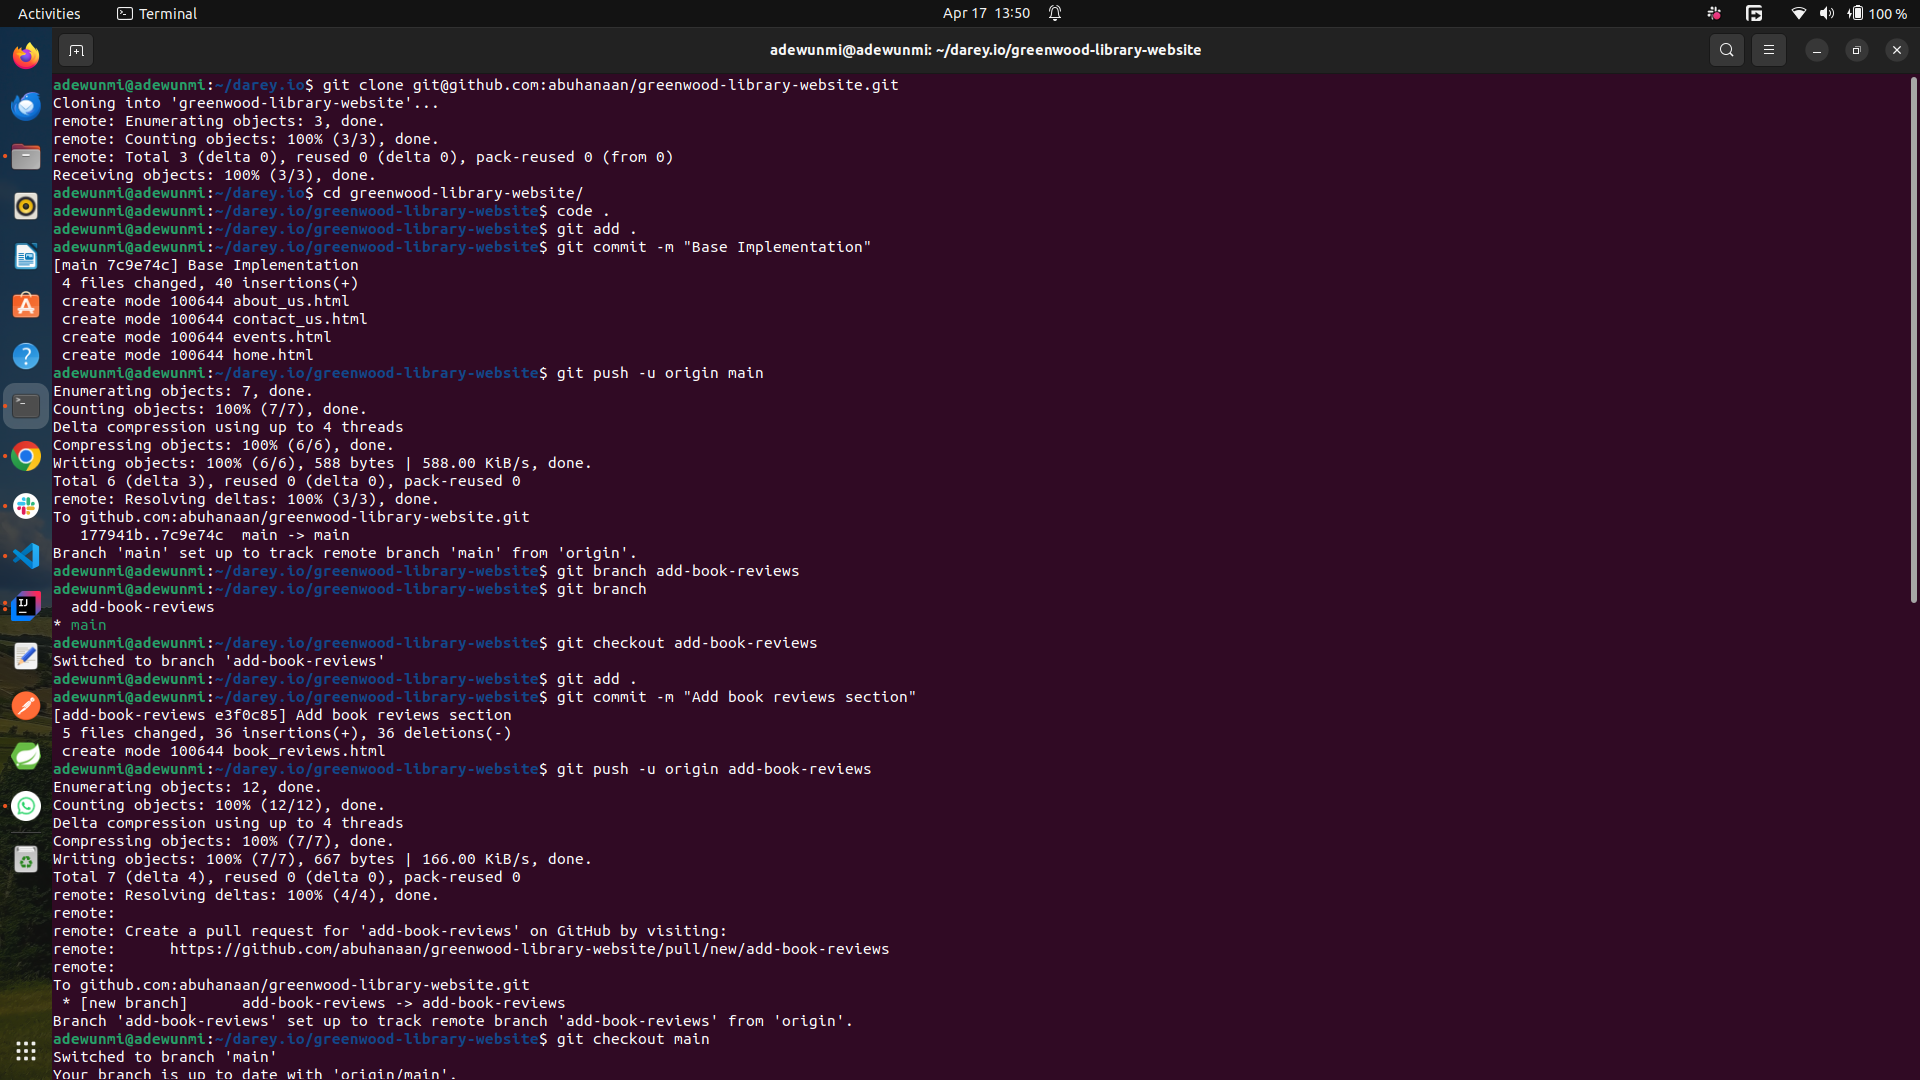 Activities
Terminal
Apr 17 13:50
100 %
adewunmi@adewunmi: ~/darey.io/greenwood-library-website
adewunmi@adewunmi:~/darey.io$ git clone git@github.com:abuhanaan/greenwood-library-website.git
Cloning into 'greenwood-library-website'...
remote: Enumerating objects: 3, done.
remote: Counting objects: 100% (3/3), done.
remote: Total 3 (delta 0), reused 0 (delta 0), pack-reused 0 (from 0)
Receiving objects: 100% (3/3), done.
adewunmi@adewunmi:~/darey.io$ cd greenwood-library-website/
adewunmi@adewunmi:~/darey.io/greenwood-library-website$ code .
adewunmi@adewunmi:~/darey.io/greenwood-library-website$ git add .
adewunmi@adewunmi:~/darey.io/greenwood-library-website$ git commit -m "Base Implementation"
[main 7c9e74c] Base Implementation
 4 files changed, 40 insertions(+)
 create mode 100644 about_us.html
 create mode 100644 contact_us.html
 create mode 100644 events.html
 create mode 100644 home.html
adewunmi@adewunmi:~/darey.io/greenwood-library-website$ git push -u origin main
Enumerating objects: 7, done.
Counting objects: 100% (7/7), done.
Delta compression using up to 4 threads
Compressing objects: 100% (6/6), done.
Writing objects: 100% (6/6), 588 bytes | 588.00 KiB/s, done.
Total 6 (delta 3), reused 0 (delta 0), pack-reused 0
remote: Resolving deltas: 100% (3/3), done.
To github.com:abuhanaan/greenwood-library-website.git
   177941b..7c9e74c  main -> main
Branch 'main' set up to track remote branch 'main' from 'origin'.
adewunmi@adewunmi:~/darey.io/greenwood-library-website$ git branch add-book-reviews
adewunmi@adewunmi:~/darey.io/greenwood-library-website$ git branch
  add-book-reviews
* main
adewunmi@adewunmi:~/darey.io/greenwood-library-website$ git checkout add-book-reviews
Switched to branch 'add-book-reviews'
adewunmi@adewunmi:~/darey.io/greenwood-library-website$ git add .
adewunmi@adewunmi:~/darey.io/greenwood-library-website$ git commit -m "Add book reviews section"
[add-book-reviews e3f0c85] Add book reviews section
 5 files changed, 36 insertions(+), 36 deletions(-)
 create mode 100644 book_reviews.html
adewunmi@adewunmi:~/darey.io/greenwood-library-website$ git push -u origin add-book-reviews
Enumerating objects: 12, done.
Counting objects: 100% (12/12), done.
Delta compression using up to 4 threads
Compressing objects: 100% (7/7), done.
Writing objects: 100% (7/7), 667 bytes | 166.00 KiB/s, done.
Total 7 (delta 4), reused 0 (delta 0), pack-reused 0
remote: Resolving deltas: 100% (4/4), done.
remote:
remote: Create a pull request for 'add-book-reviews' on GitHub by visiting:
remote:      https://github.com/abuhanaan/greenwood-library-website/pull/new/add-book-reviews
remote:
To github.com:abuhanaan/greenwood-library-website.git
 * [new branch]      add-book-reviews -> add-book-reviews
Branch 'add-book-reviews' set up to track remote branch 'add-book-reviews' from 'origin'.
adewunmi@adewunmi:~/darey.io/greenwood-library-website$ git checkout main
Switched to branch 'main'
Your branch is up to date with 'origin/main'.